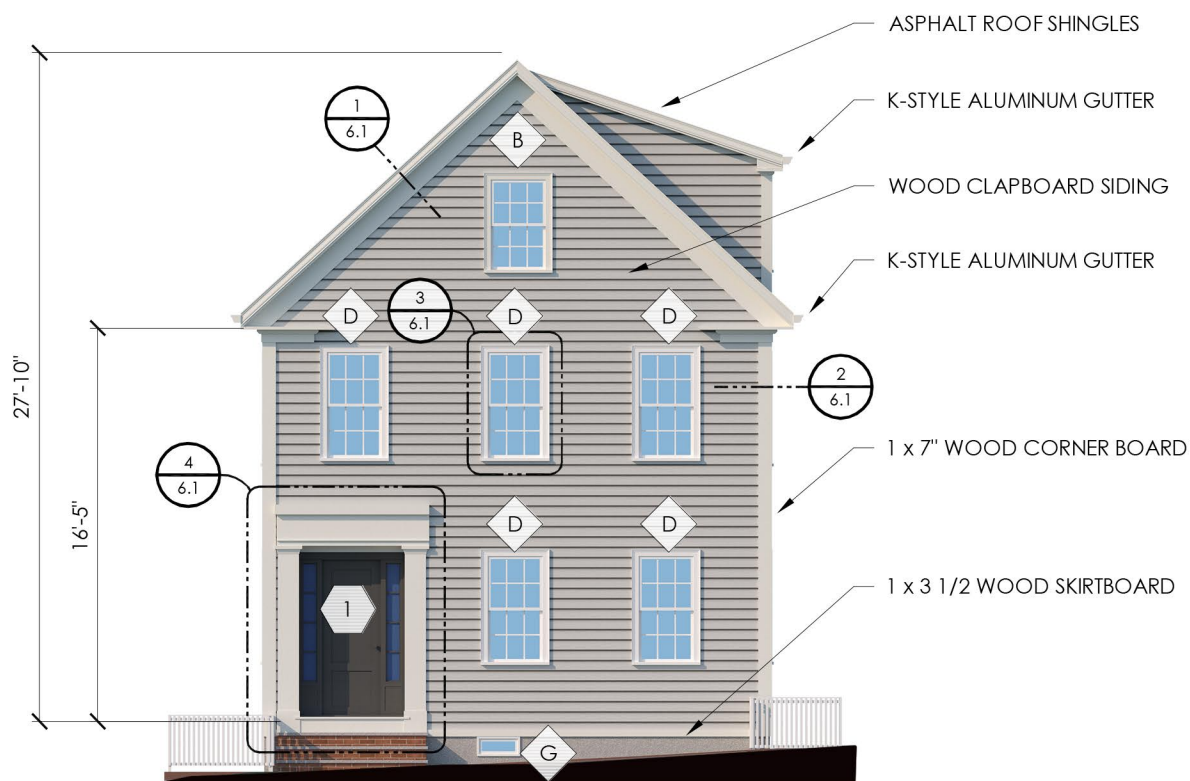 ASPHALT ROOF SHINGLES
K-STYLE ALUMINUM GUTTER
1
6.1
B
WOOD CLAPBOARD SIDING
K-STYLE ALUMINUM GUTTER
D
3
6.1
D
D
27'-10"
2
6.1
1 x 7" WOOD CORNER BOARD
4
6.1
16'-5"
D
D
1 x 3 1/2 WOOD SKIRTBOARD
1
G